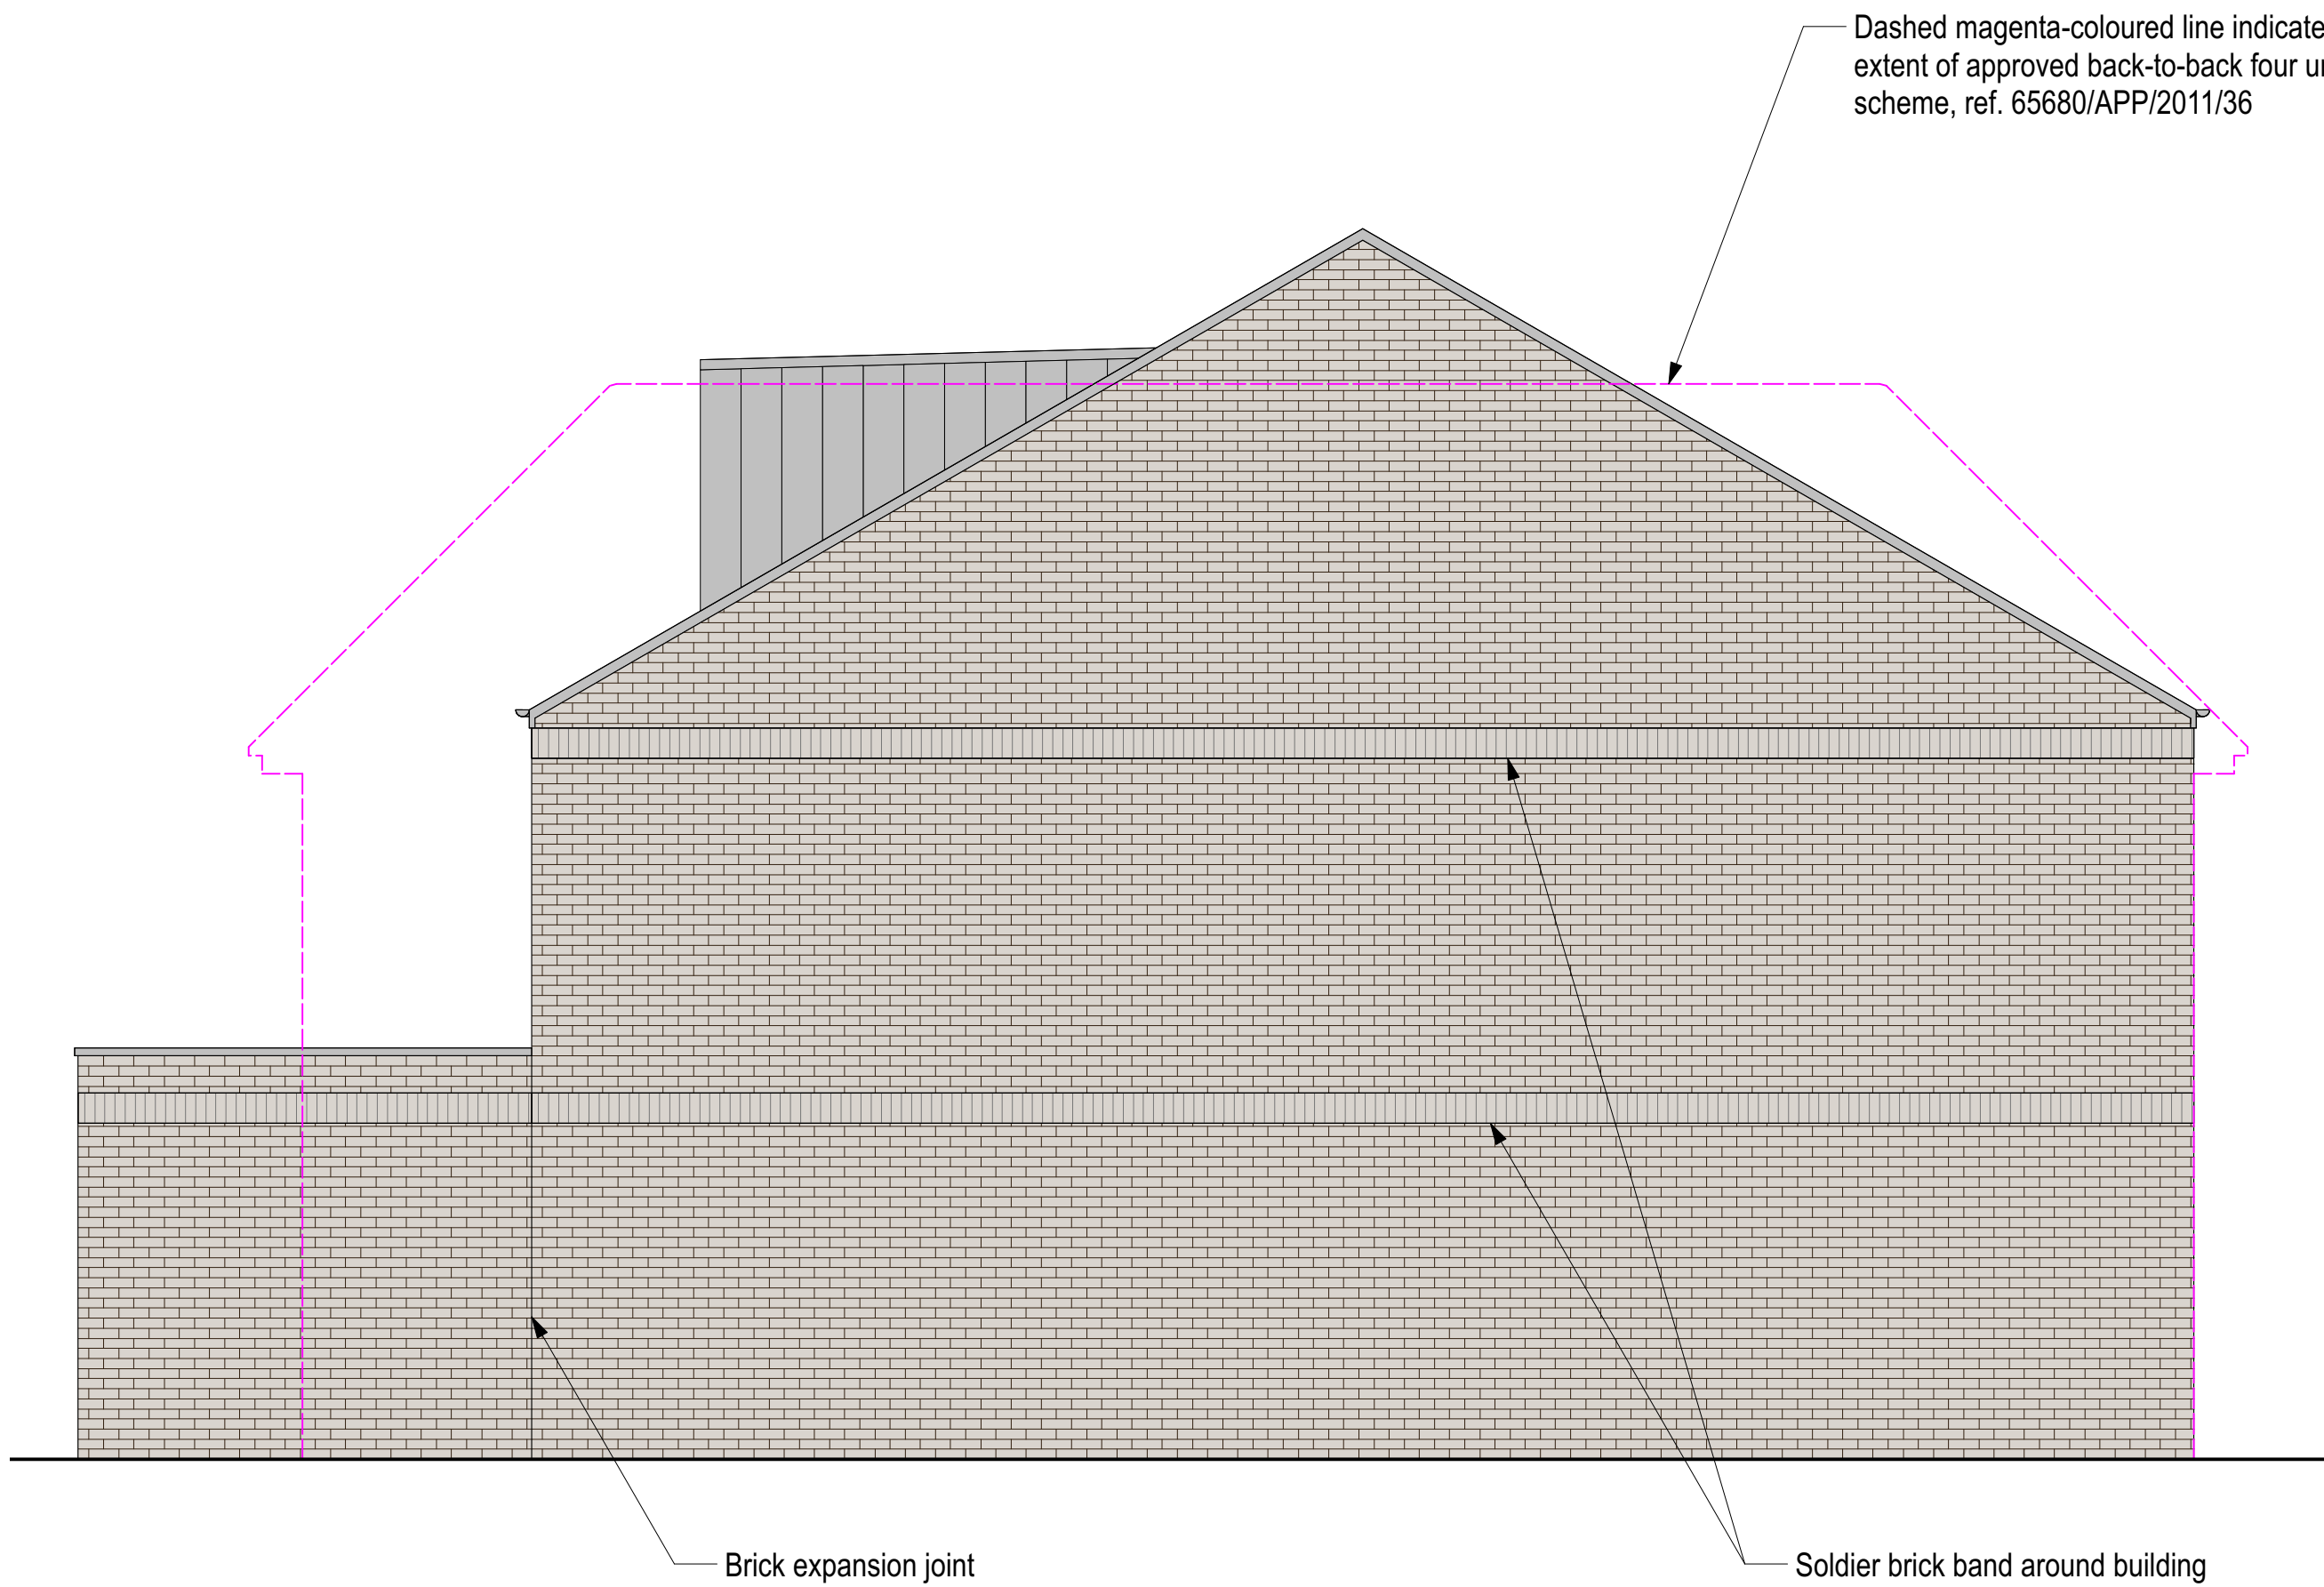 Dashed magenta-coloured line indicate
extent of approved back-to-back four
scheme, ref. 65680/APP/2011/36
Brick expansion joint
Soldier brick band around building